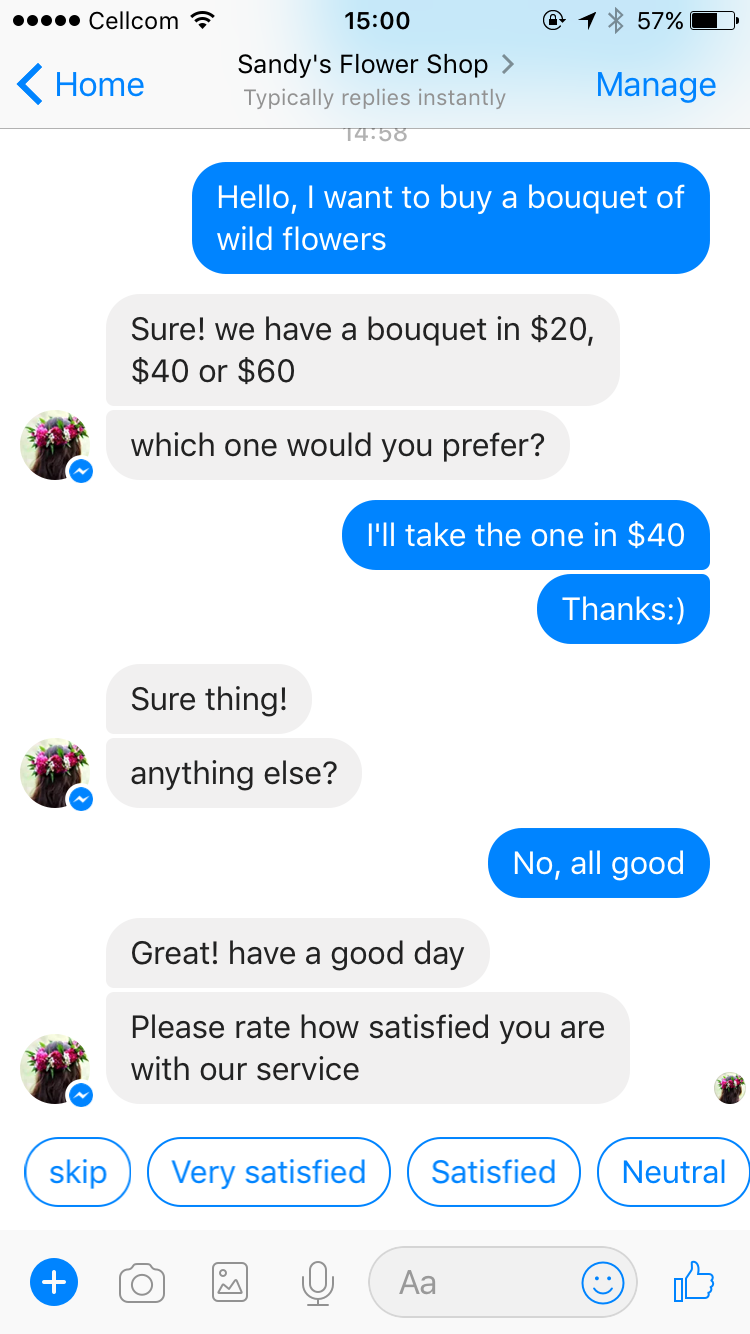 Cellcom 15:00 57%
Home Sandy's Flower Shop Manage
Typically replies instantly
14:58
Hello, I want to buy a bouquet of
wild flowers
Sure! we have a bouquet in $20,
$40 or $60
which one would you prefer?
I'll take the one in $40
Thanks:)
Sure thing!
anything else?
No, all good
Great! have a good day
Please rate how satisfied you are
with our service
skip Very satisfied Satisfied Neutral
Aa